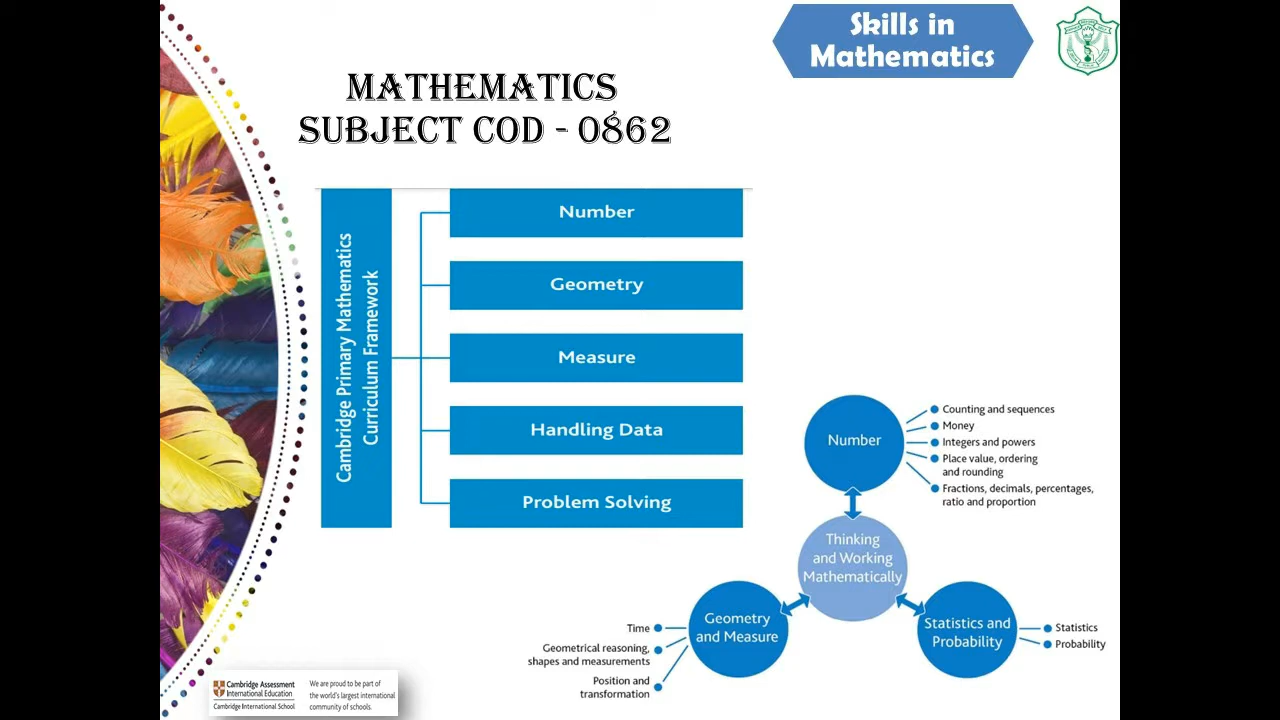 Skills in
Mathematics
MATHEMATICS
SUBJECT COD - 0862
Cambridge Primary Mathematics
Curriculum Framework
Number
Geometry
Measure
Handling Data
Problem Solving
Number
Counting and sequences
Money
Integers and powers
Place value, ordering
and rounding
Fractions, decimals, percentages,
ratio and proportion
Thinking
and Working
Mathematically
Geometry
and Measure
Time
Geometrical reasoning,
shapes and measurements
Position and
transformation
Statistics and
Probability
Statistics
Probability
Cambridge Assessment
International Education
Cambridge International School
We are proud to be part of
the world's largest international
community of schools.